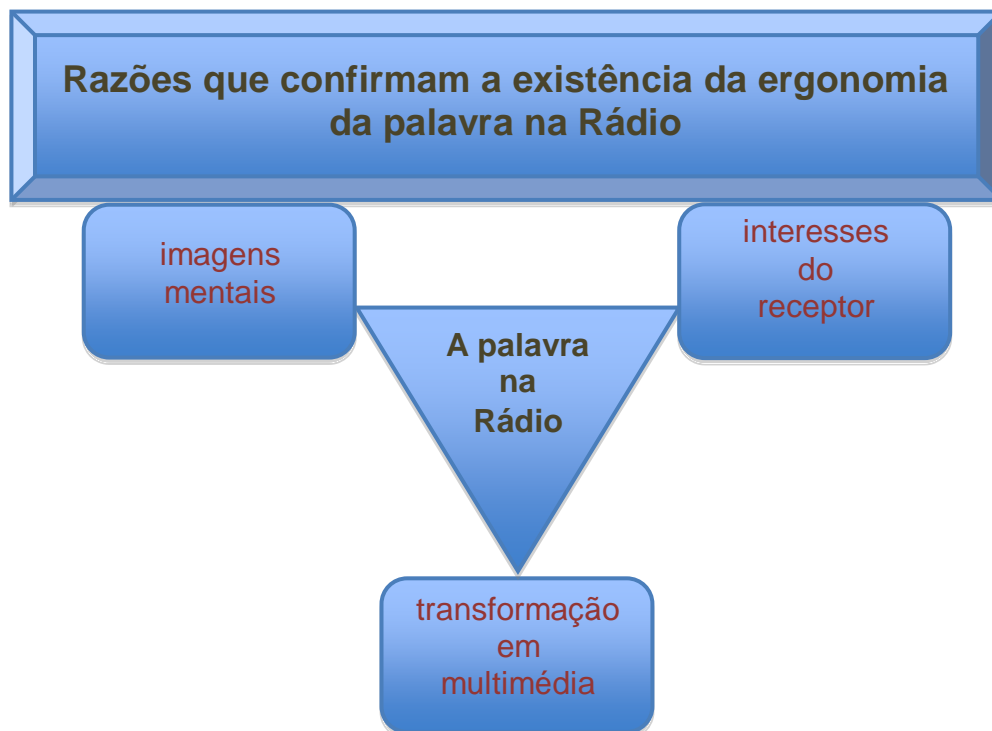 Razões que confirmam a existência da ergonomia
da palavra na Rádio
imagens
mentais
interesses
do
receptor
A palavra
na
Rádio
transformação
em
multimédia